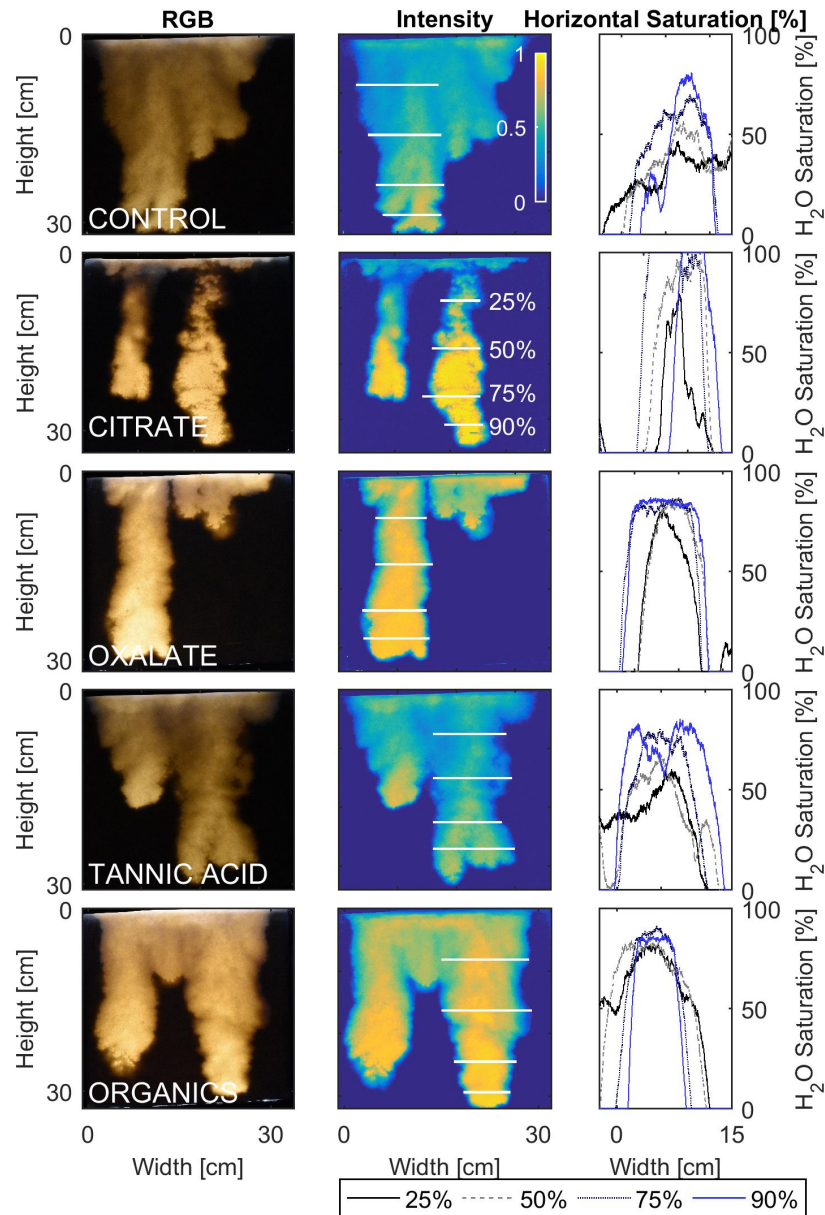 RGB Intensity Horizontal Saturation [%]
0 1 100
Height [cm] 0.5 50 H2O Saturation [%]
30 CONTROL 0 0
0 100
Height [cm] 25% 50 H2O Saturation [%]
50%
75%
30 CITRATE 90% 0
0 100
Height [cm] 50 H2O Saturation [%]
30 OXALATE 0
0 100
Height [cm] 50 H2O Saturation [%]
30 TANNIC ACID 0
0 100
Height [cm] 50 H2O Saturation [%]
30 ORGANICS 0
0 30 0 30 0 15
Width [cm] Width [cm] Width [cm]
25% 50% 75% 90%